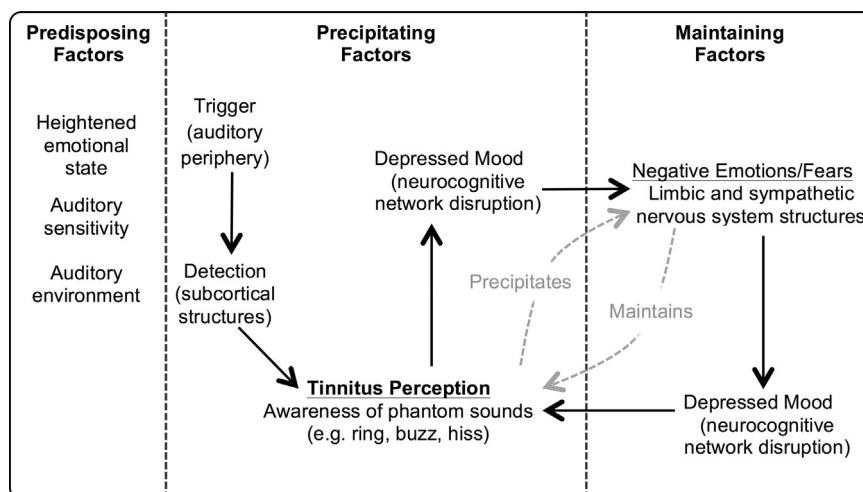 Predisposing
Factors
Heightened
emotional
state
Auditory
sensitivity
Auditory
environment
Precipitating
Factors
Trigger
(auditory
periphery)
Detection
(subcortical
structures)
Depressed Mood
(neurocognitive
network disruption)
Precipitates
Tinnitus Perception
Awareness of phantom sounds
(e.g. ring, buzz, hiss)
Maintaining
Factors
Negative Emotions/Fears
Limbic and sympathetic
nervous system structures
Maintains
Depressed Mood
(neurocognitive
network disruption)